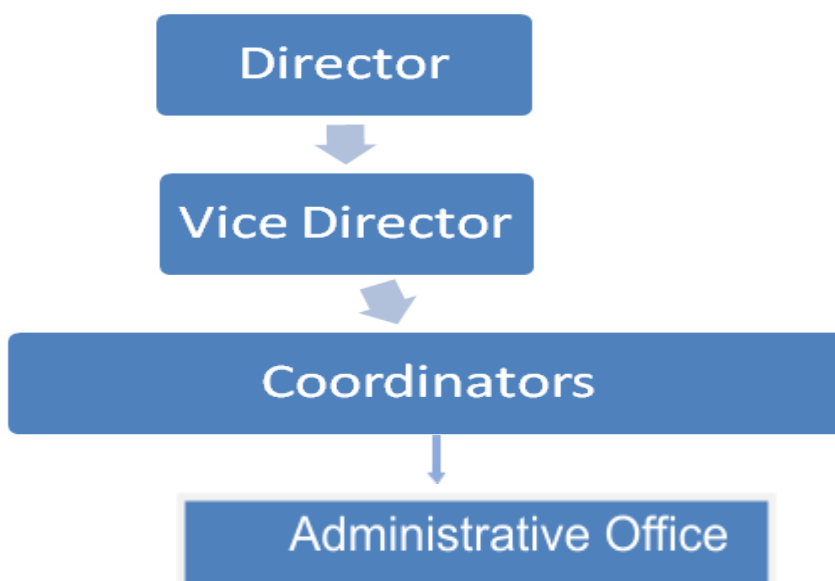 Director
Vice Director
Coordinators
Administrative Office